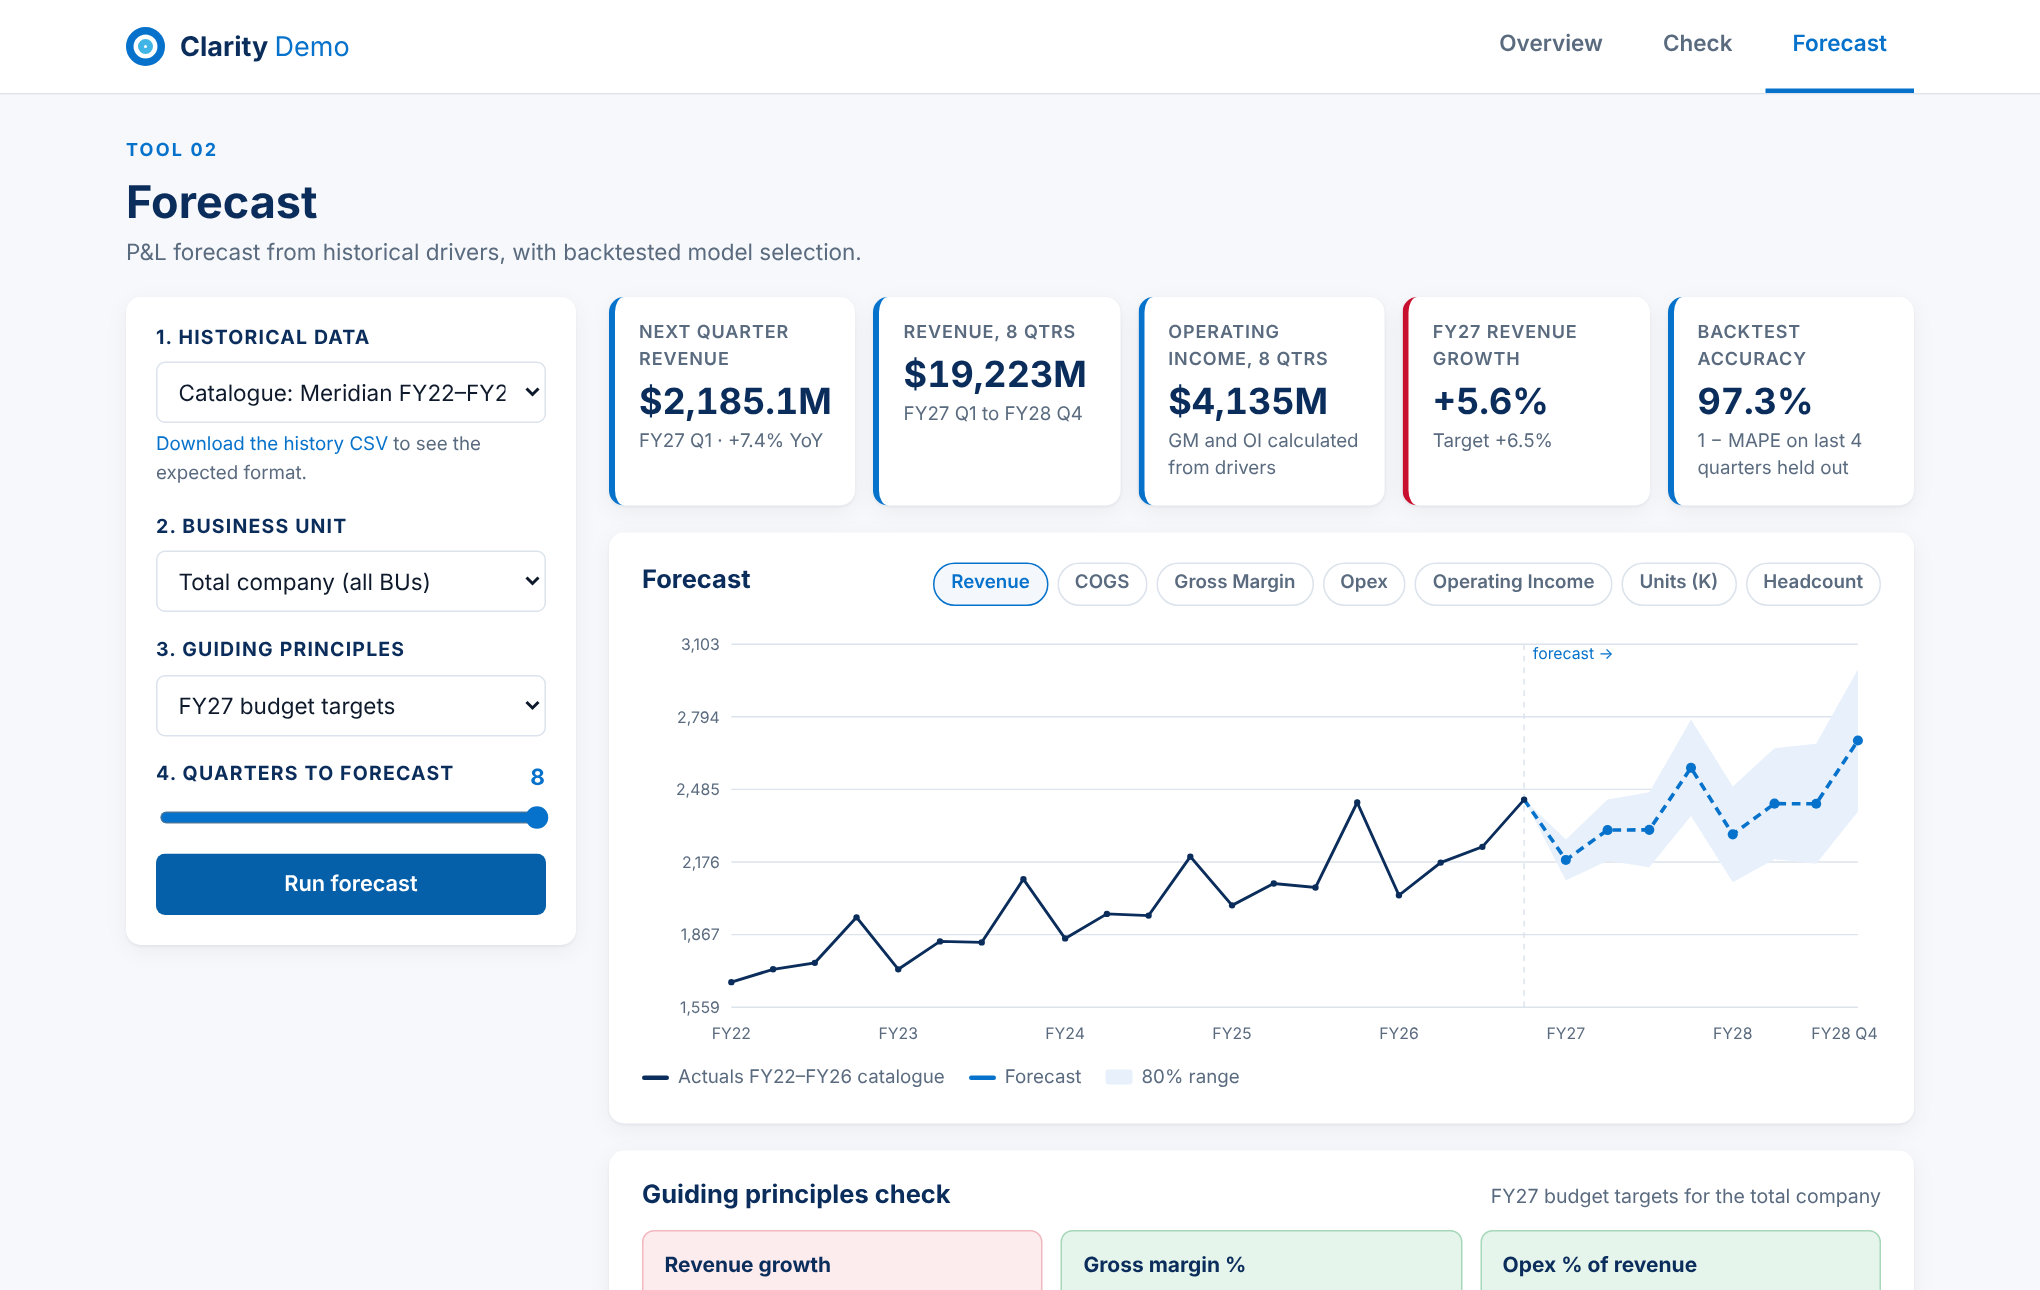 Clarity Demo
Overview
Check
Forecast
TOOL 02
Forecast
P&L forecast from historical drivers, with backtested model selection.
1. HISTORICAL DATA
Catalogue: Meridian FY22–FY2
Download the history CSV to see the
expected format.
2. BUSINESS UNIT
Total company (all BUs)
3. GUIDING PRINCIPLES
FY27 budget targets
4. QUARTERS TO FORECAST
8
Run forecast
NEXT QUARTER
REVENUE
$2,185.1M
FY27 Q1 · +7.4% YoY
REVENUE, 8 QTRS
$19,223M
FY27 Q1 to FY28 Q4
OPERATING
INCOME, 8 QTRS
$4,135M
GM and OI calculated
from drivers
FY27 REVENUE
GROWTH
+5.6%
Target +6.5%
BACKTEST
ACCURACY
97.3%
1 − MAPE on last 4
quarters held out
Forecast
Revenue
COGS
Gross Margin
Opex
Operating Income
Units (K)
Headcount
3,103
2,794
2,485
2,176
1,867
1,559
forecast →
FY22
FY23
FY24
FY25
FY26
FY27
FY28
FY28 Q4
Actuals FY22–FY26 catalogue
Forecast
80% range
Guiding principles check
FY27 budget targets for the total company
Revenue growth
Gross margin %
Opex % of revenue